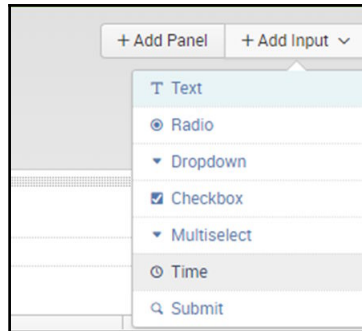 + Add Panel + Add Input
Text
Radio
Dropdown
Checkbox
Multiselect
Time
Submit